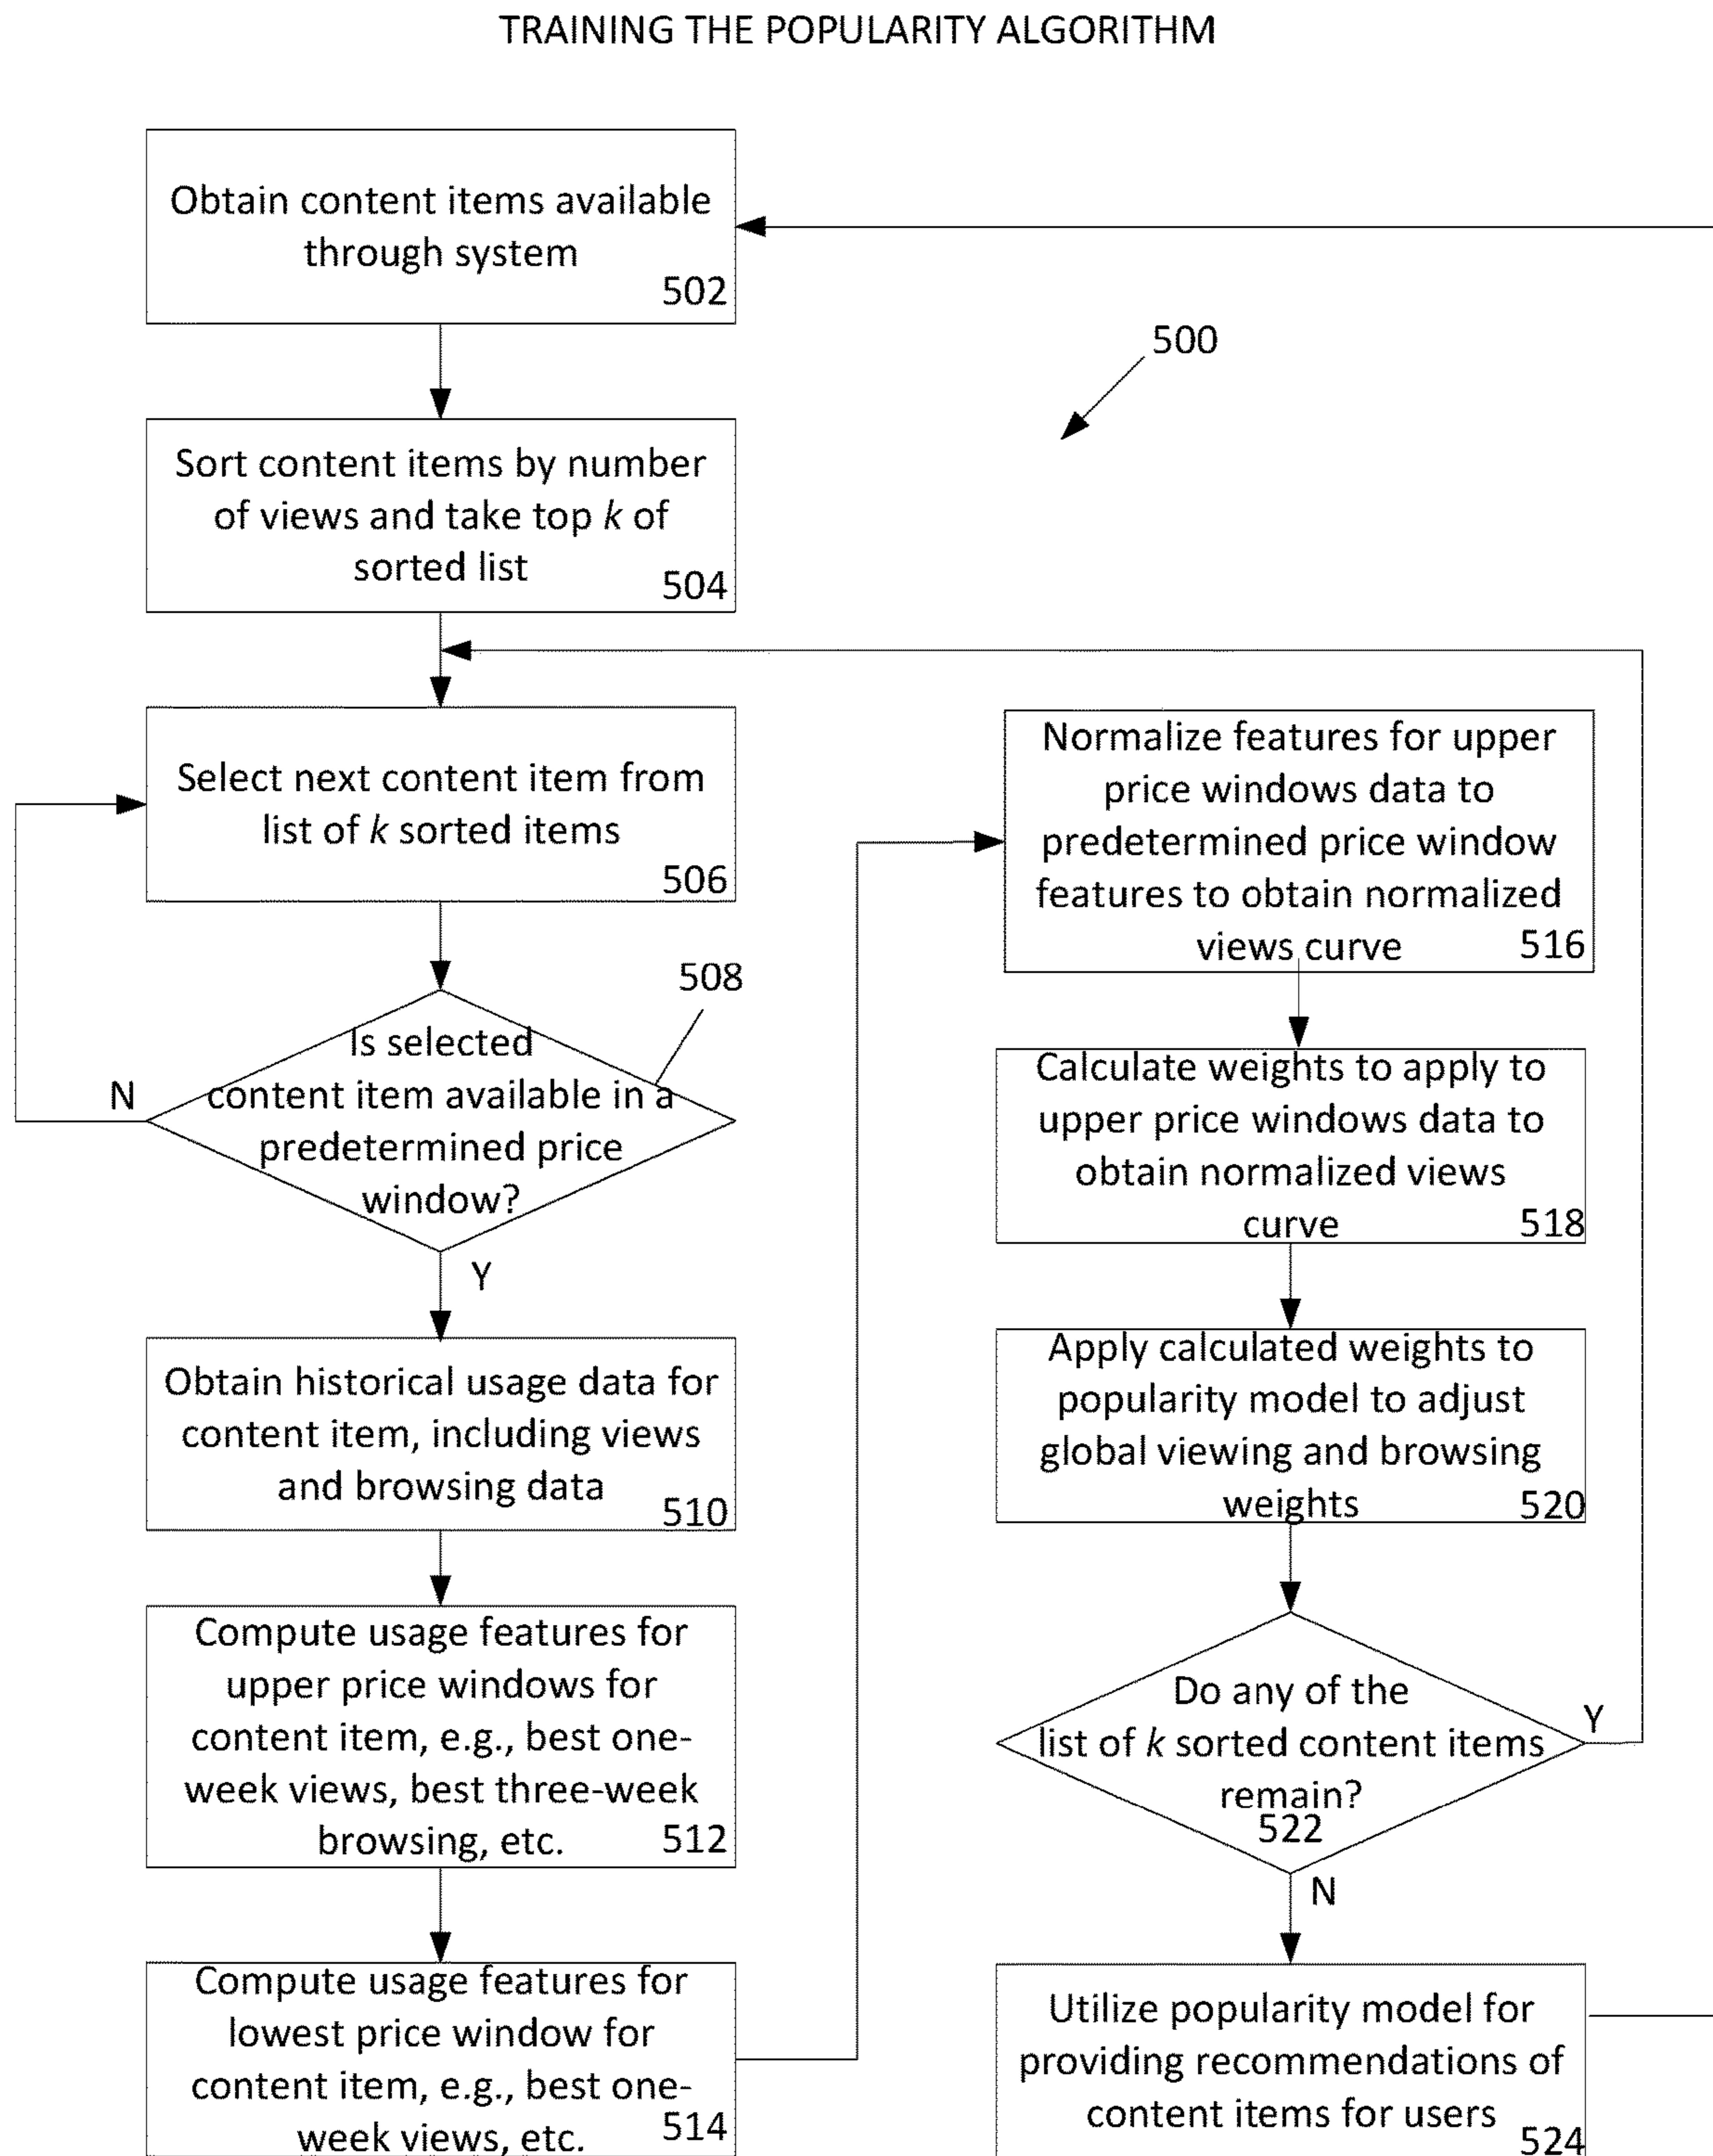 TRAINING THE POPULARITY ALGORITHM
Obtain content items available
through system
502
500
Sort content items by number
of views and take top k of
sorted list
504
Select next content item from
list of k sorted items
506
508
Is selected
content item available in a
predetermined price
window?
N
Y
Obtain historical usage data for
content item, including views
and browsing data
510
Compute usage features for
upper price windows for
content item, e.g., best one-
week views, best three-week
browsing, etc.
512
Compute usage features for
lowest price window for
content item, e.g., best one-
week views, etc.
514
Normalize features for upper
price windows data to
predetermined price window
features to obtain normalized
views curve
516
Calculate weights to apply to
upper price windows data to
obtain normalized views
curve
518
Apply calculated weights to
popularity model to adjust
global viewing and browsing
weights
520
Do any of the
list of k sorted content items
remain?
522
Y
N
Utilize popularity model for
providing recommendations of
content items for users
524